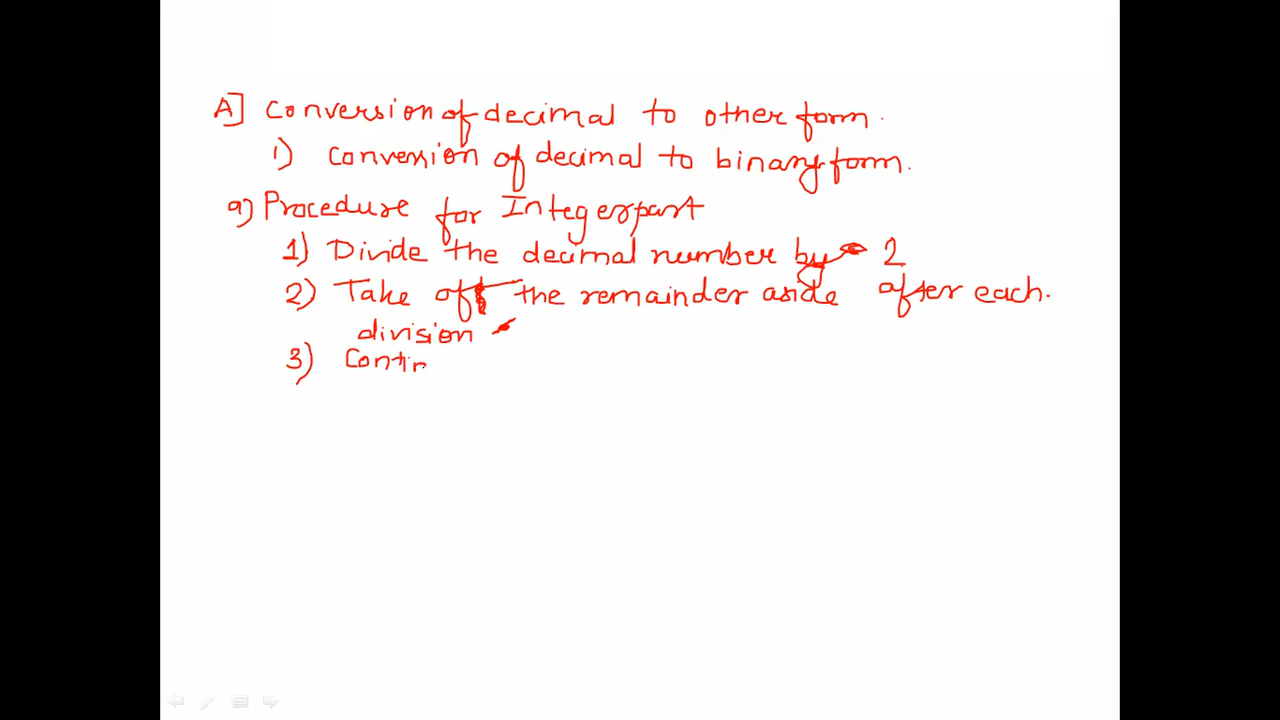 A] Conversion of decimal to other form.
1) Conversion of decimal to binary form.
a) Procedure for Integer part
1) Divide the decimal number by 2
2) Take off the remainder aside after each.
division
3) Contin